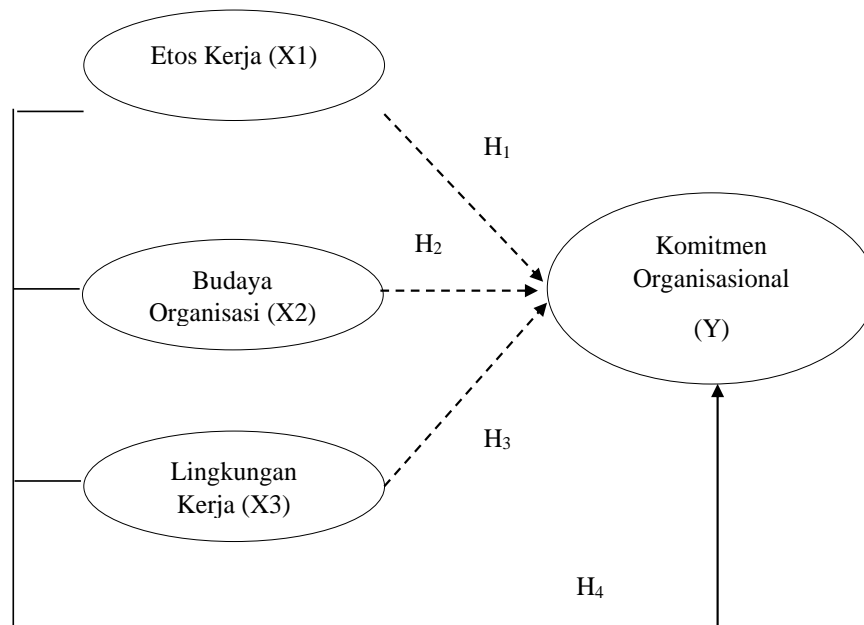 Etos Kerja (X1)
H1
H2
Budaya
Organisasi (X2)
Komitmen
Organisasional
(Y)
H3
Lingkungan
Kerja (X3)
H4